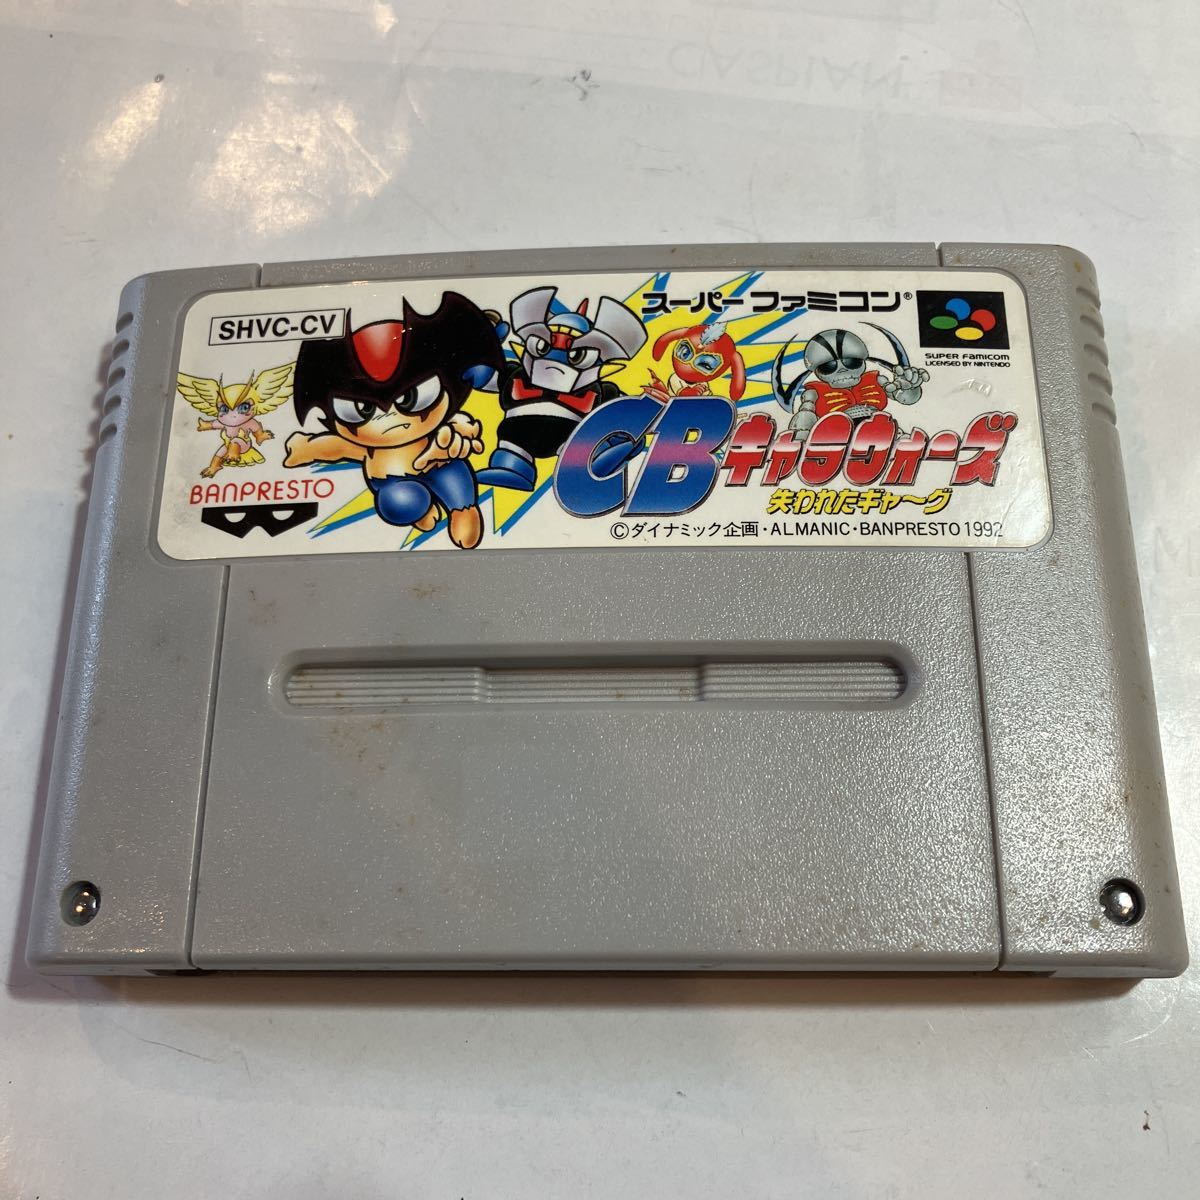 CASPIAN
SHVC-CV
スーパーファミコン®
SUPER FAMICOM
LICENSED BY NINTENDO
CBキャラウォーズ
失われたギャ〜グ
BANPRESTO
©ダイナミック企画・ALMANIC・BANPRESTO 1992